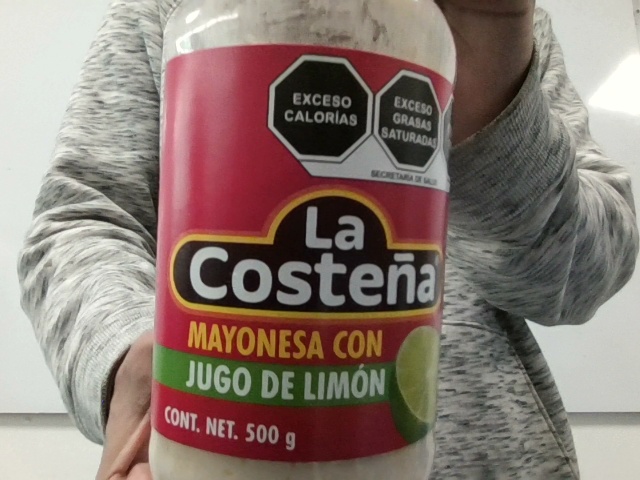 EXCESO
CALORÍAS
EXCESO
GRASAS
SATURADAS
SECRETARÍA DE SALUD
La
Costeña
MAYONESA CON
JUGO DE LIMÓN
CONT. NET. 500 g